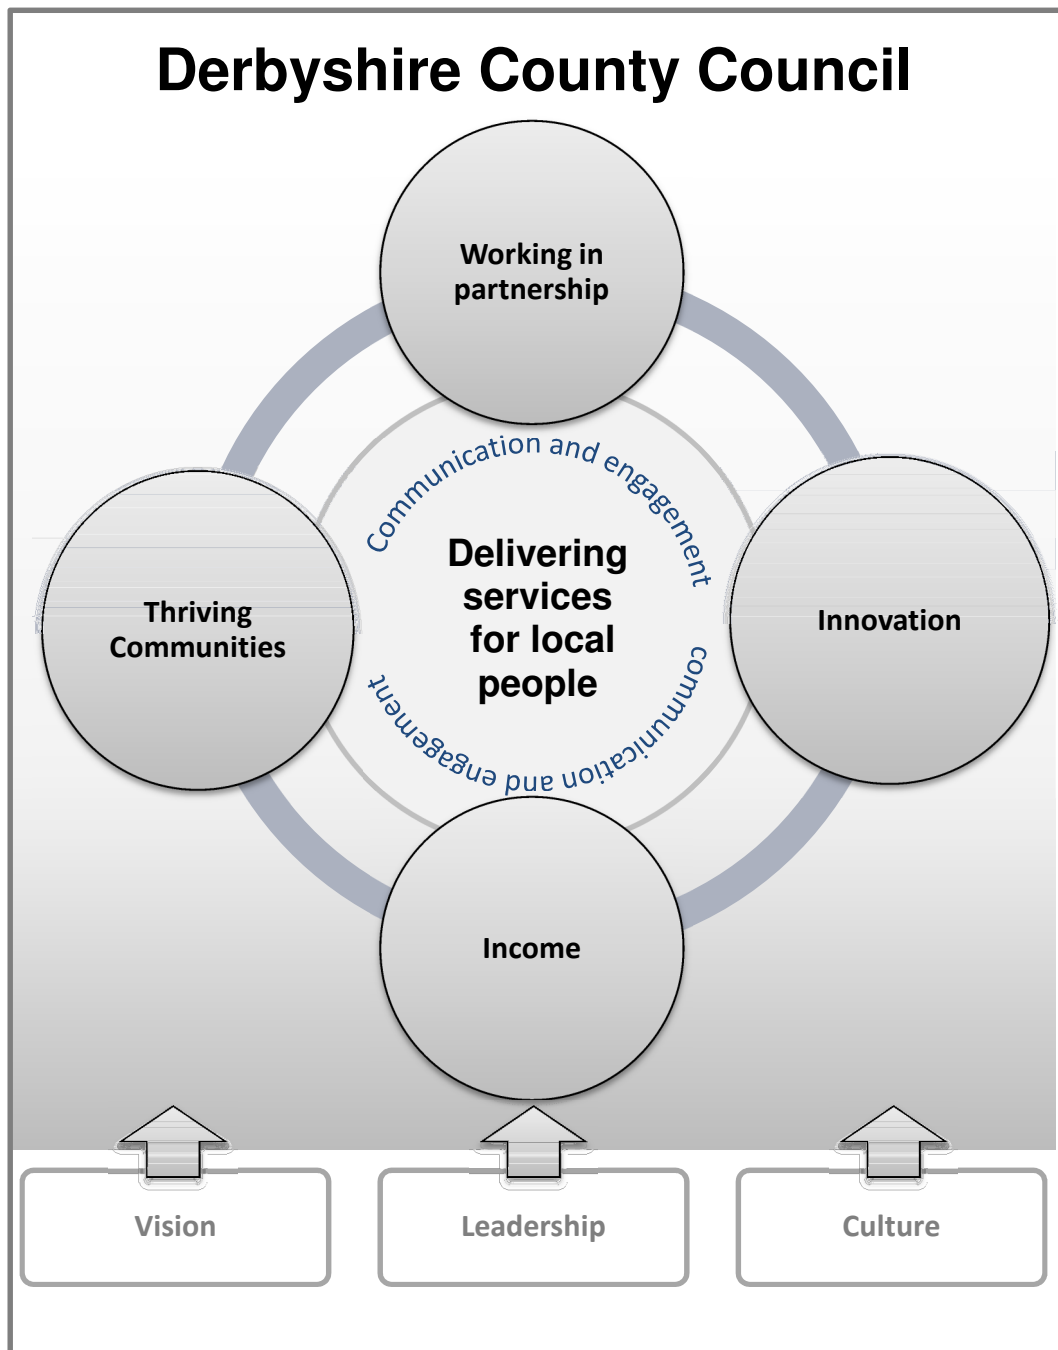 Derbyshire County Council
Working in
partnership
Communication and engagement
Delivering
services
for local
people
Thriving
Communities
Innovation
communication and engagement
Income
Vision
Leadership
Culture